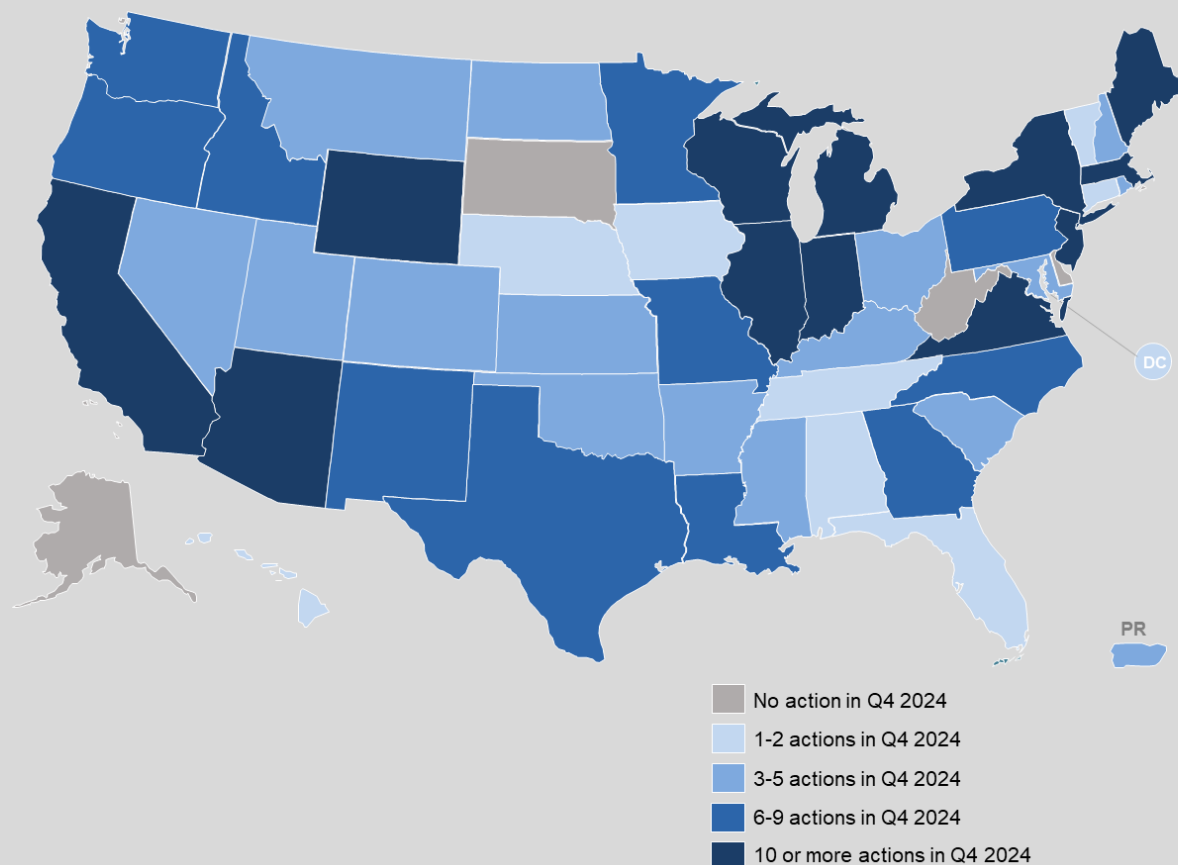 DC
PR
No action in Q4 2024
1-2 actions in Q4 2024
3-5 actions in Q4 2024
6-9 actions in Q4 2024
10 or more actions in Q4 2024